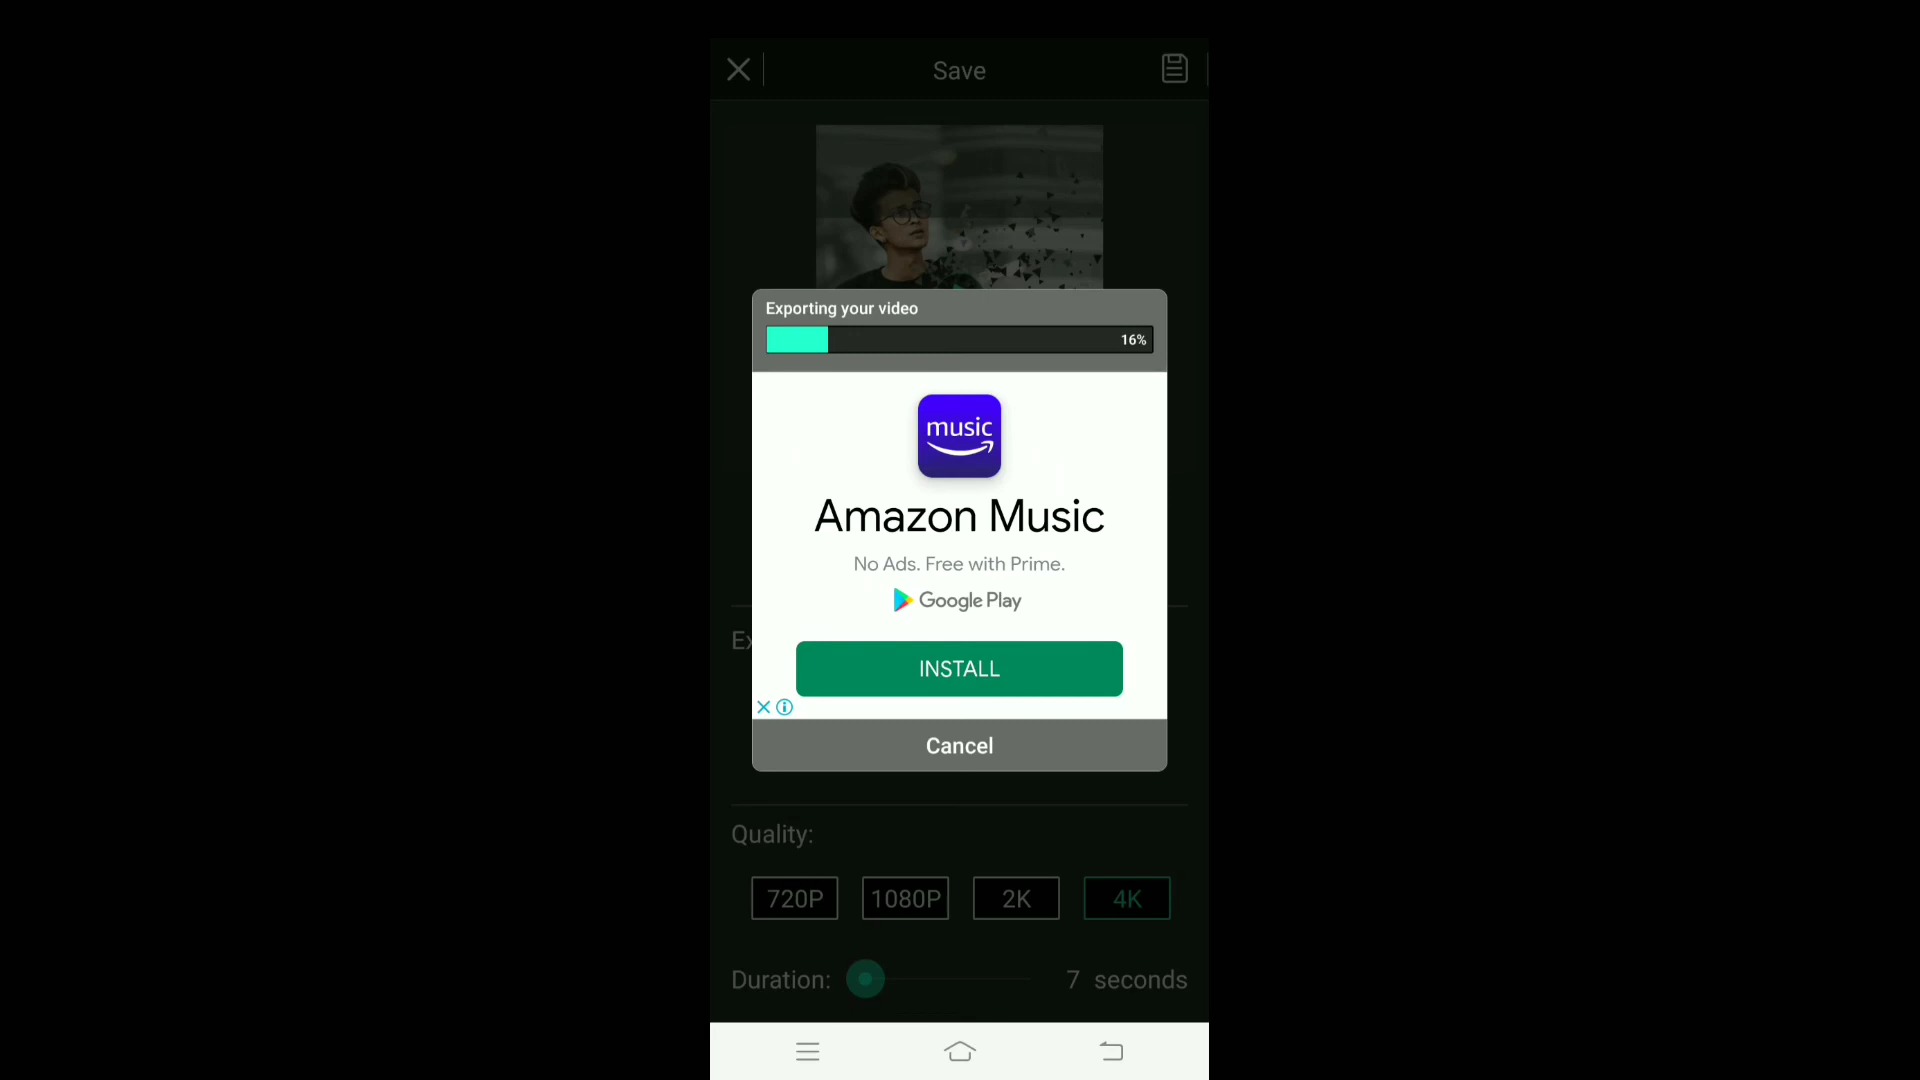 Save
Exporting your video
16%
music
Amazon Music
No Ads. Free with Prime.
Google Play
INSTALL
Cancel
Quality:
720P 1080P 2K 4K
Duration: 7 seconds